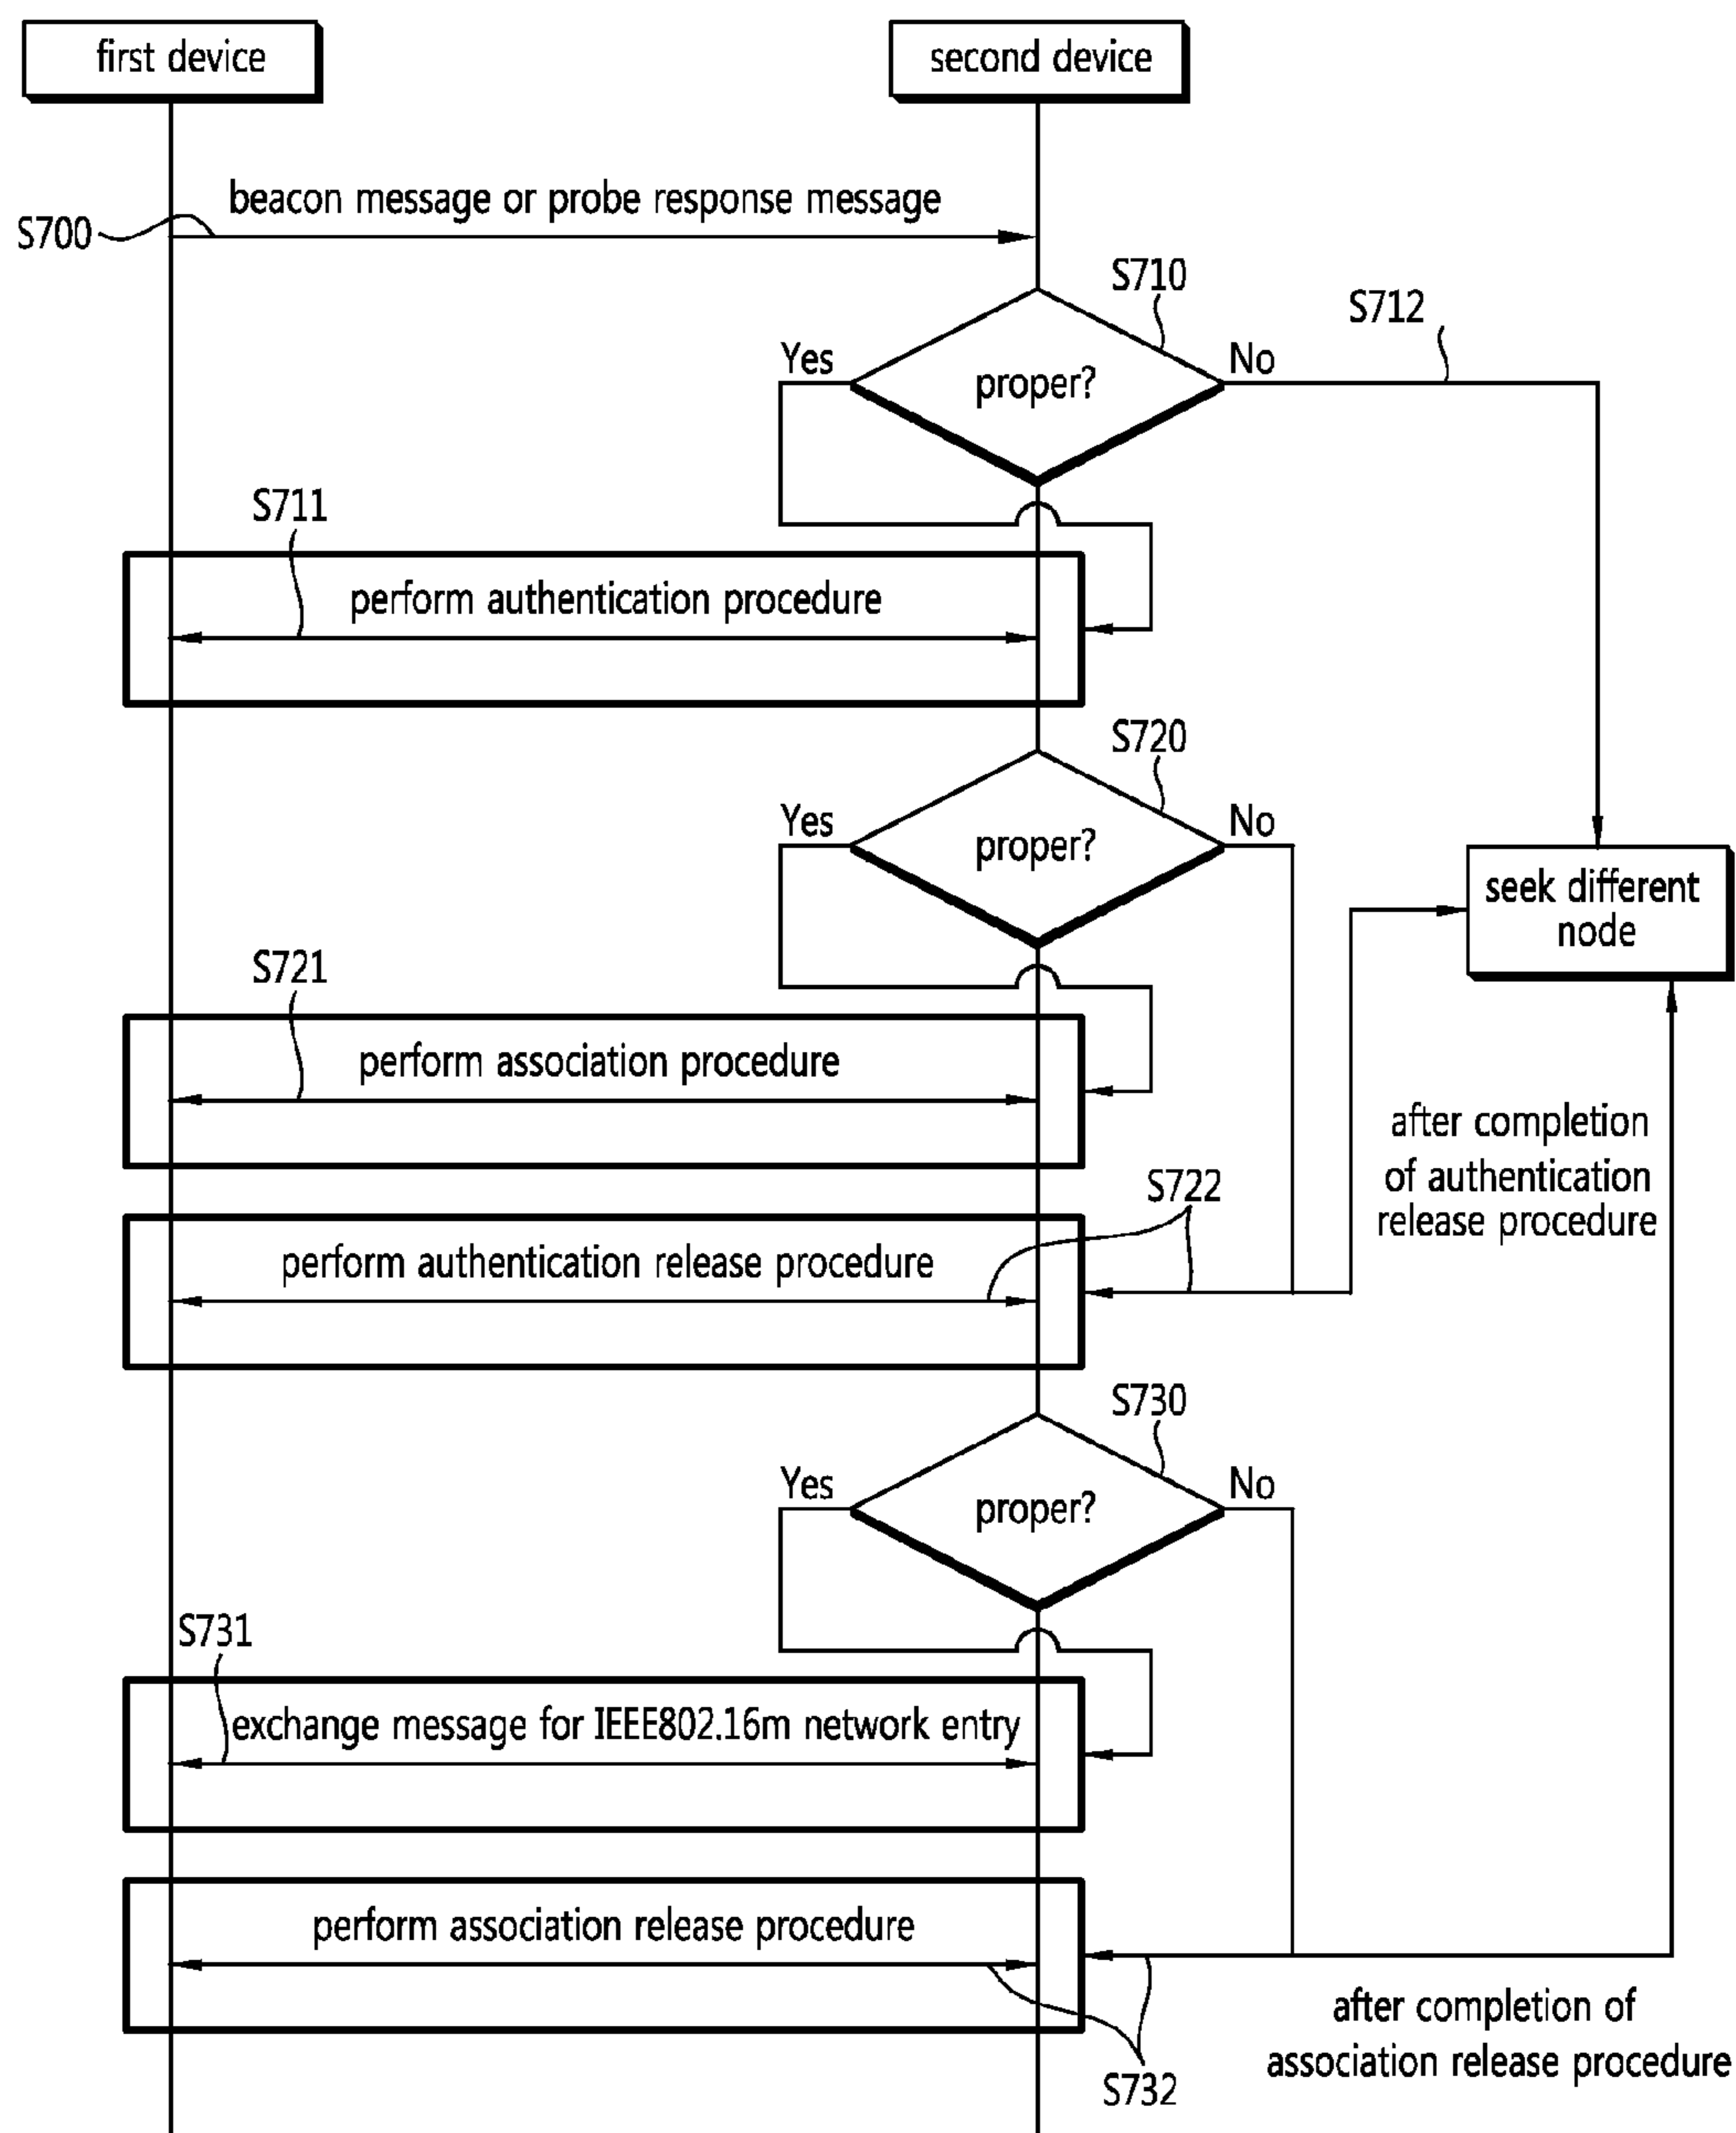 first device
second device
beacon message or probe response message
S700
S710
S712
Yes
proper?
No
S711
perform authentication procedure
S720
Yes
proper?
No
seek different
node
S721
perform association procedure
after completion
of authentication
release procedure
S722
perform authentication release procedure
S730
Yes
proper?
No
S731
exchange message for IEEE802.16m network entry
perform association release procedure
after completion of
association release procedure
S732